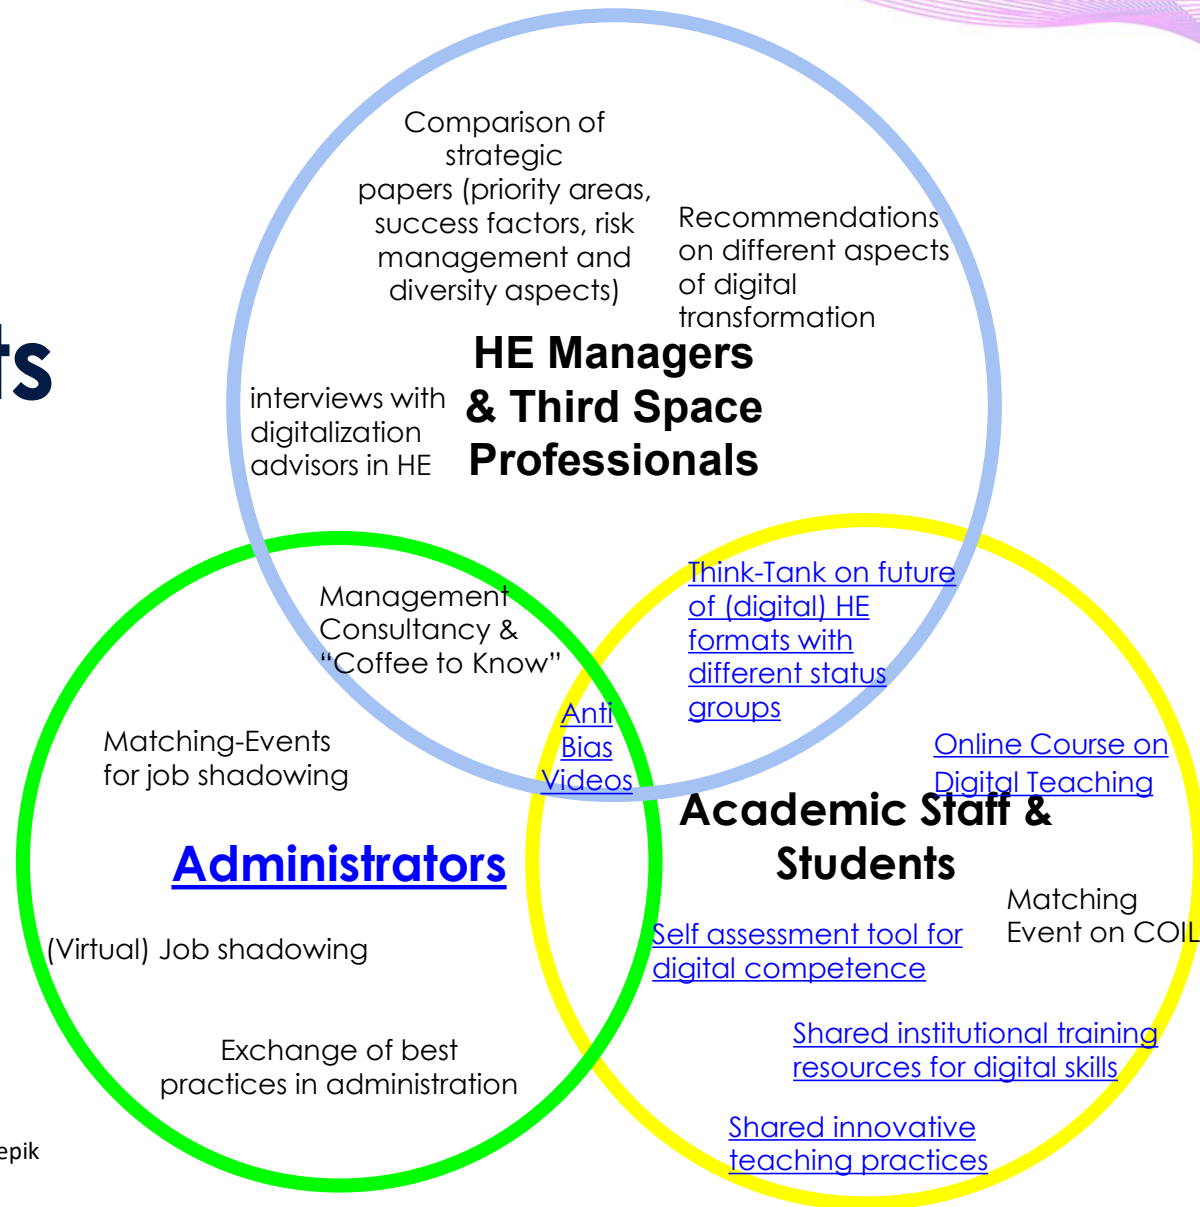 Comparison of
strategic
papers (priority areas,
success factors, risk
management and
diversity aspects)
Recommendations
on different aspects
of digital
transformation
ts
HE Managers
& Third Space
Professionals
interviews with
digitalization
advisors in HE
Management
Consultancy &
“Coffee to Know”
Think-Tank on future
of (digital) HE
formats with
different status
groups
Anti
Bias
Videos
Matching-Events
for job shadowing
Online Course on
Digital Teaching
Academic Staff &
Students
Administrators
Matching
Event on COIL
(Virtual) Job shadowing
Self assessment tool for
digital competence
Exchange of best
practices in administration
Shared institutional training
resources for digital skills
Shared innovative
teaching practices
epik